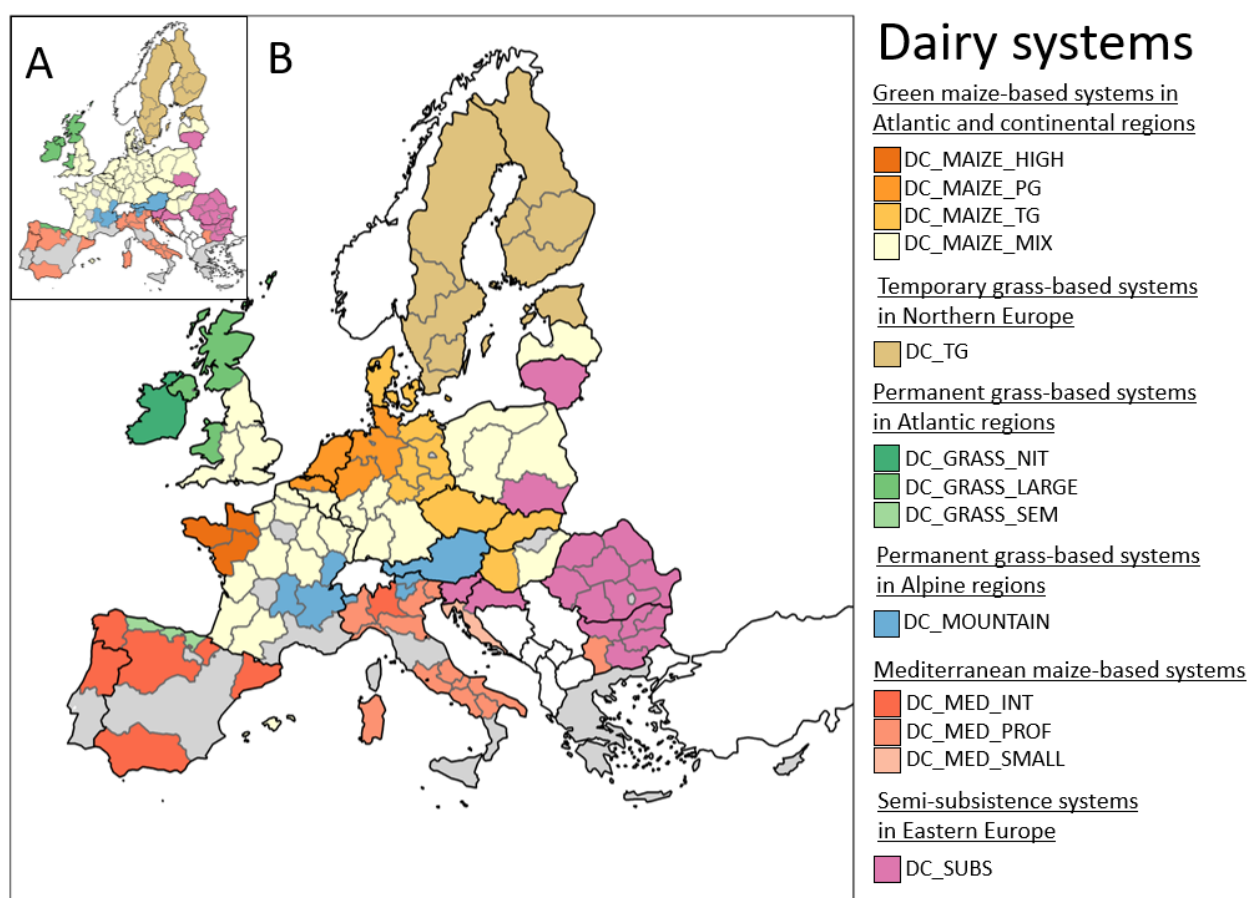 A
B
Dairy systems
Green maize-based systems in
Atlantic and continental regions
DC_MAIZE_HIGH
DC_MAIZE_PG
DC_MAIZE_TG
DC_MAIZE_MIX
Temporary grass-based systems
in Northern Europe
DC_TG
Permanent grass-based systems
in Atlantic regions
DC_GRASS_NIT
DC_GRASS_LARGE
DC_GRASS_SEM
Permanent grass-based systems
in Alpine regions
DC_MOUNTAIN
Mediterranean maize-based systems
DC_MED_INT
DC_MED_PROF
DC_MED_SMALL
Semi-subsistence systems
in Eastern Europe
DC_SUBS